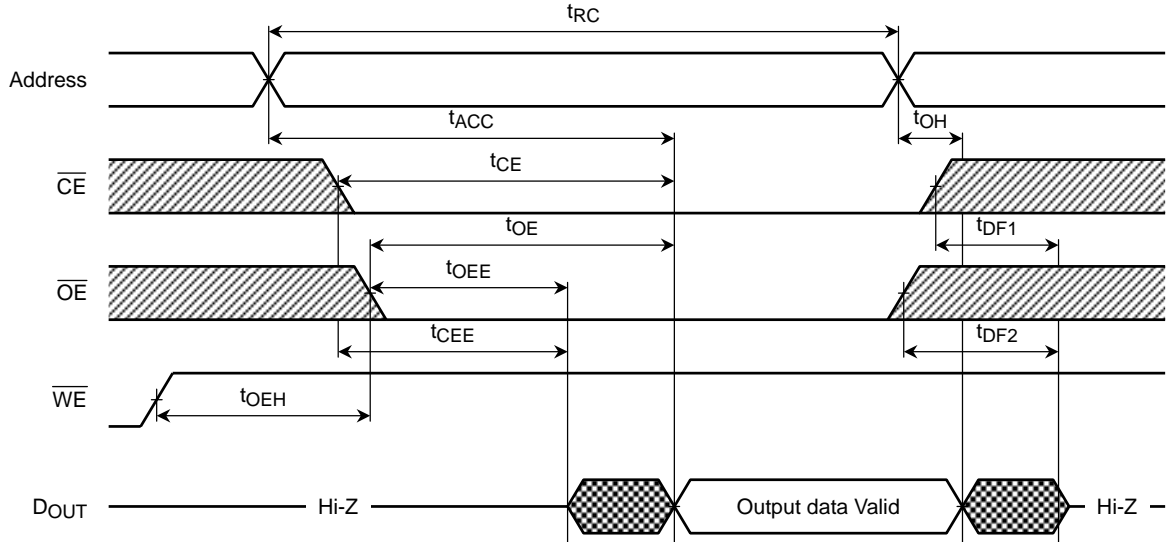 tRC
Address
tACC
tOH
tCE
CE
tOE
tDF1
tOEE
OE
tCEE
tDF2
WE
tOEH
DOUT
Hi-Z
Output data Valid
Hi-Z